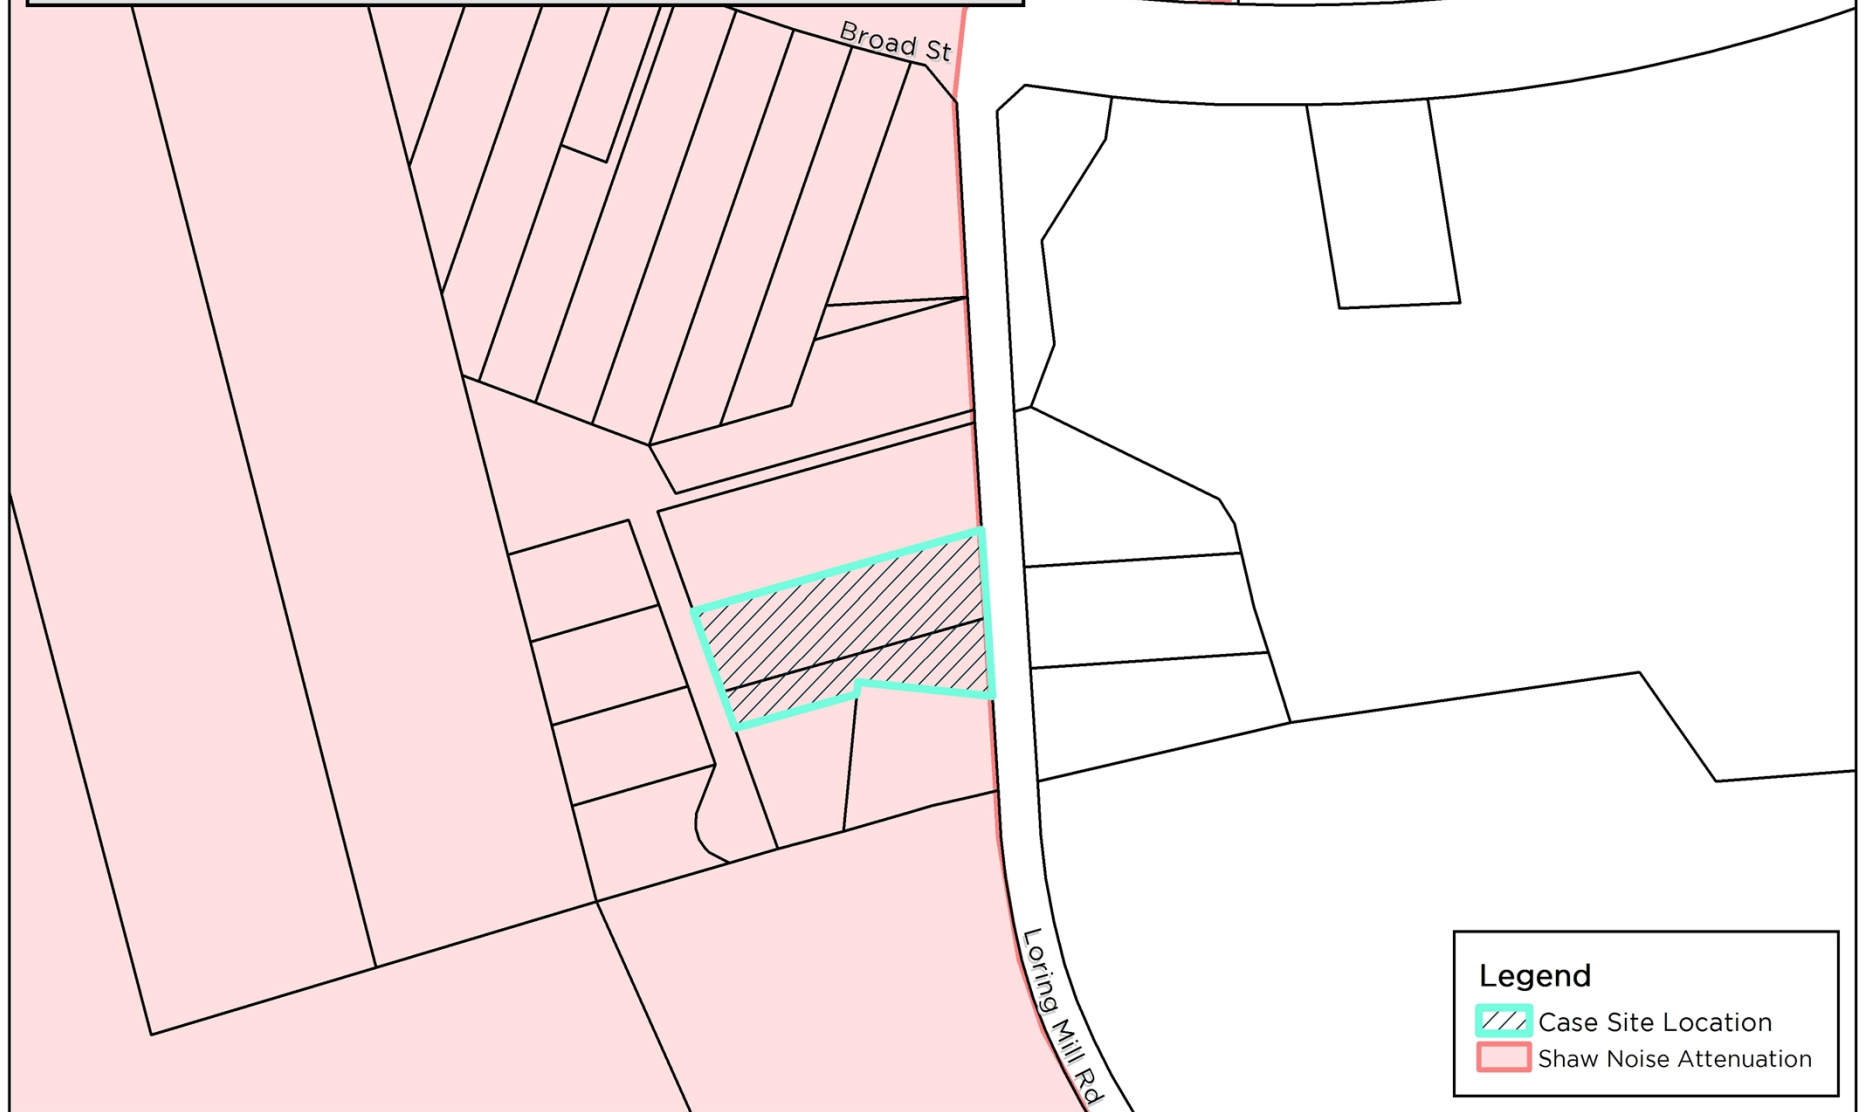 Broad St
Loring Mill Rd
Legend
Case Site Location
Shaw Noise Attenuation